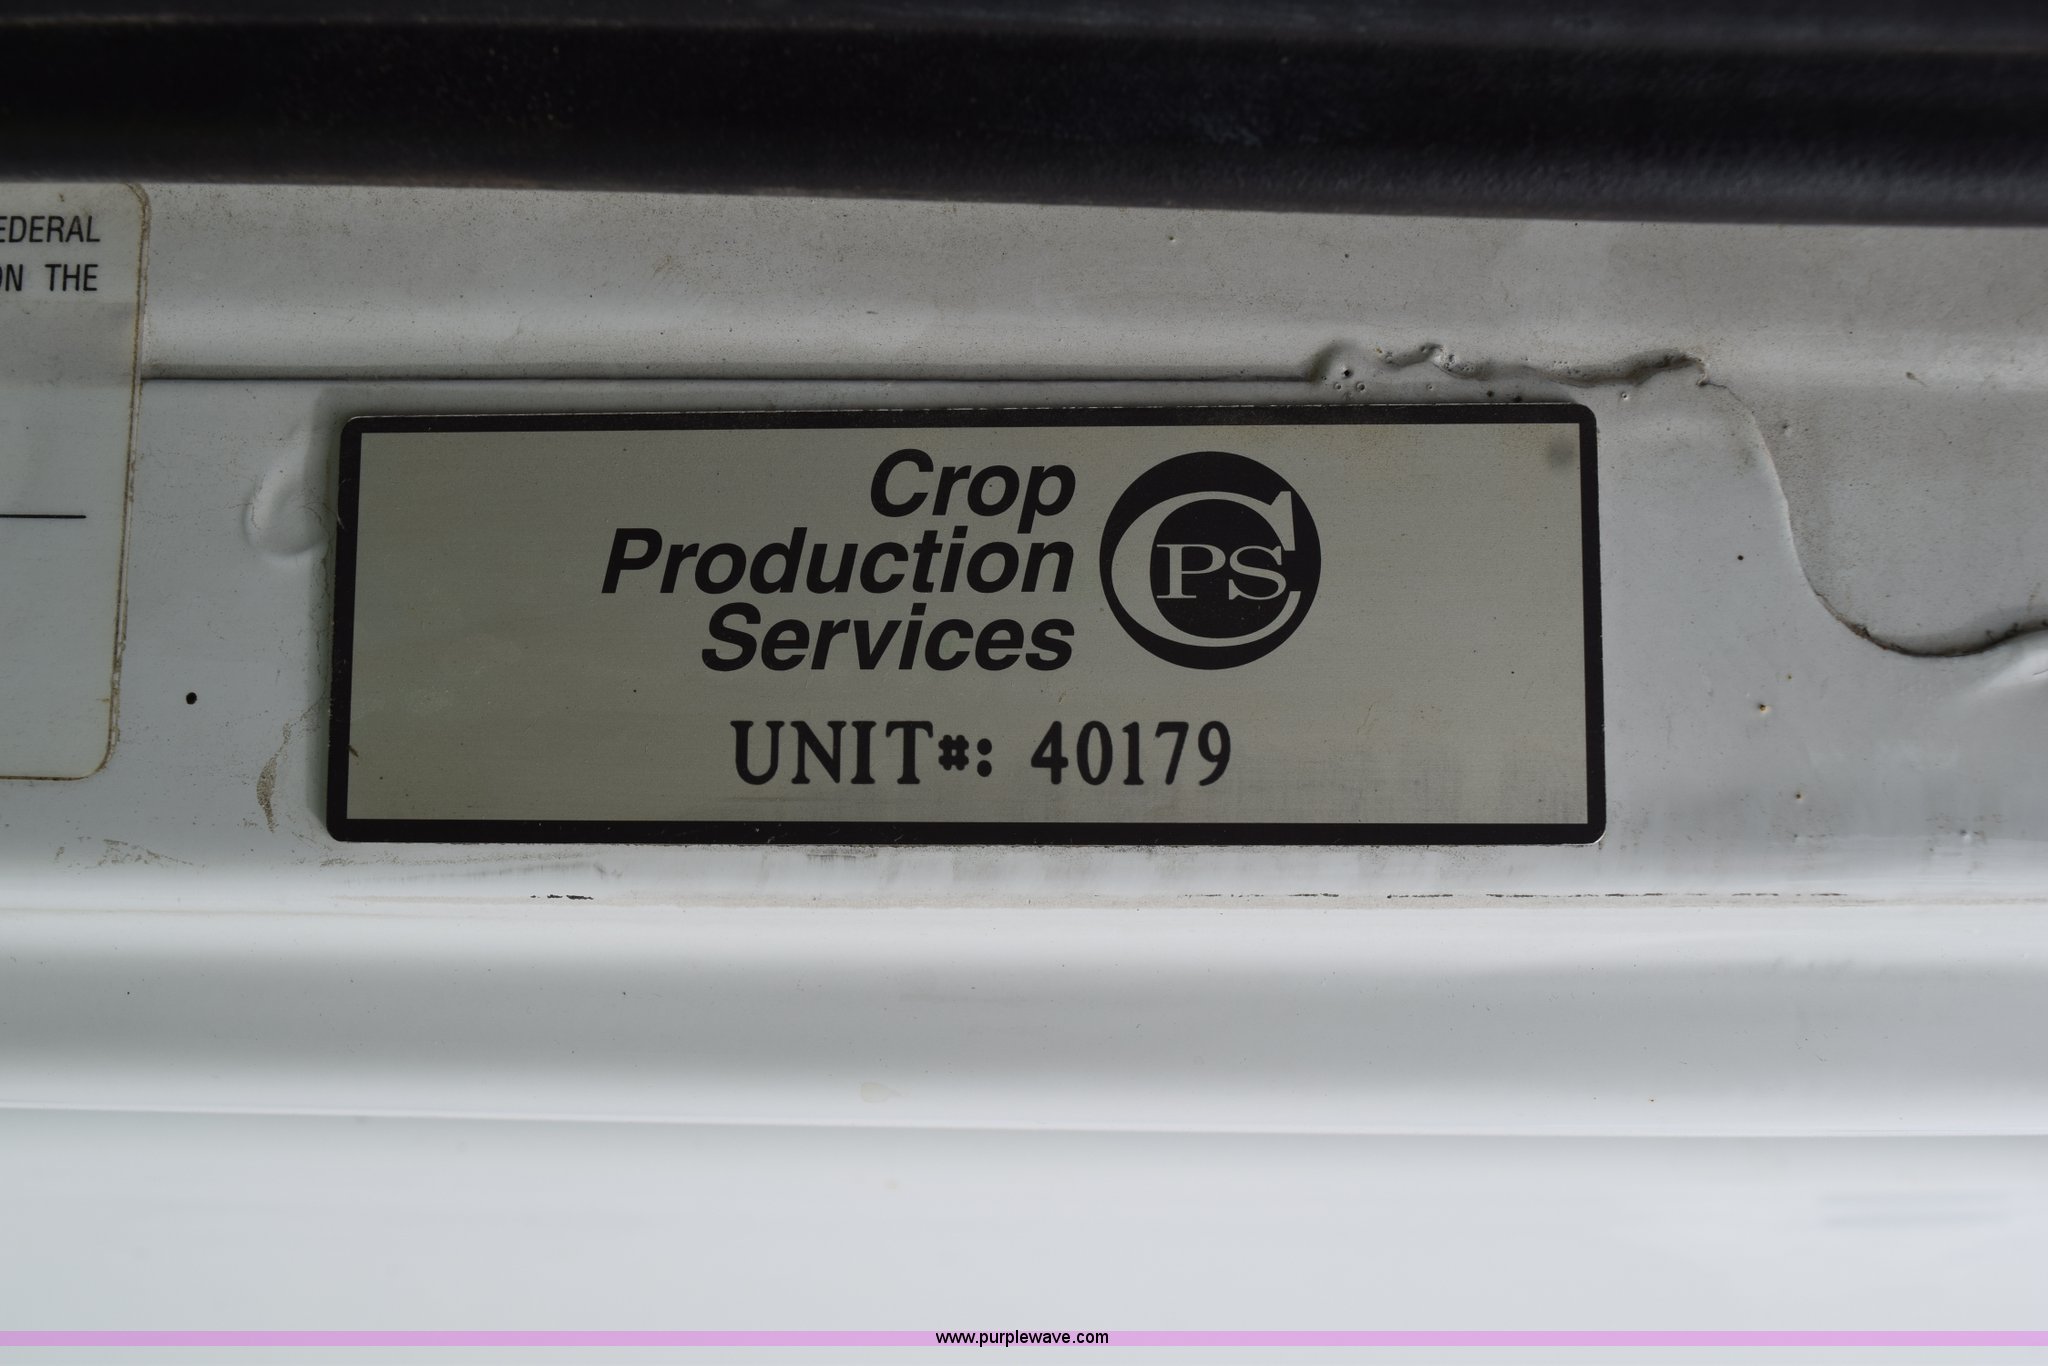 EDERAL
ON THE
Crop
Production
Services
CPS
UNIT#: 40179
www.purplewave.com